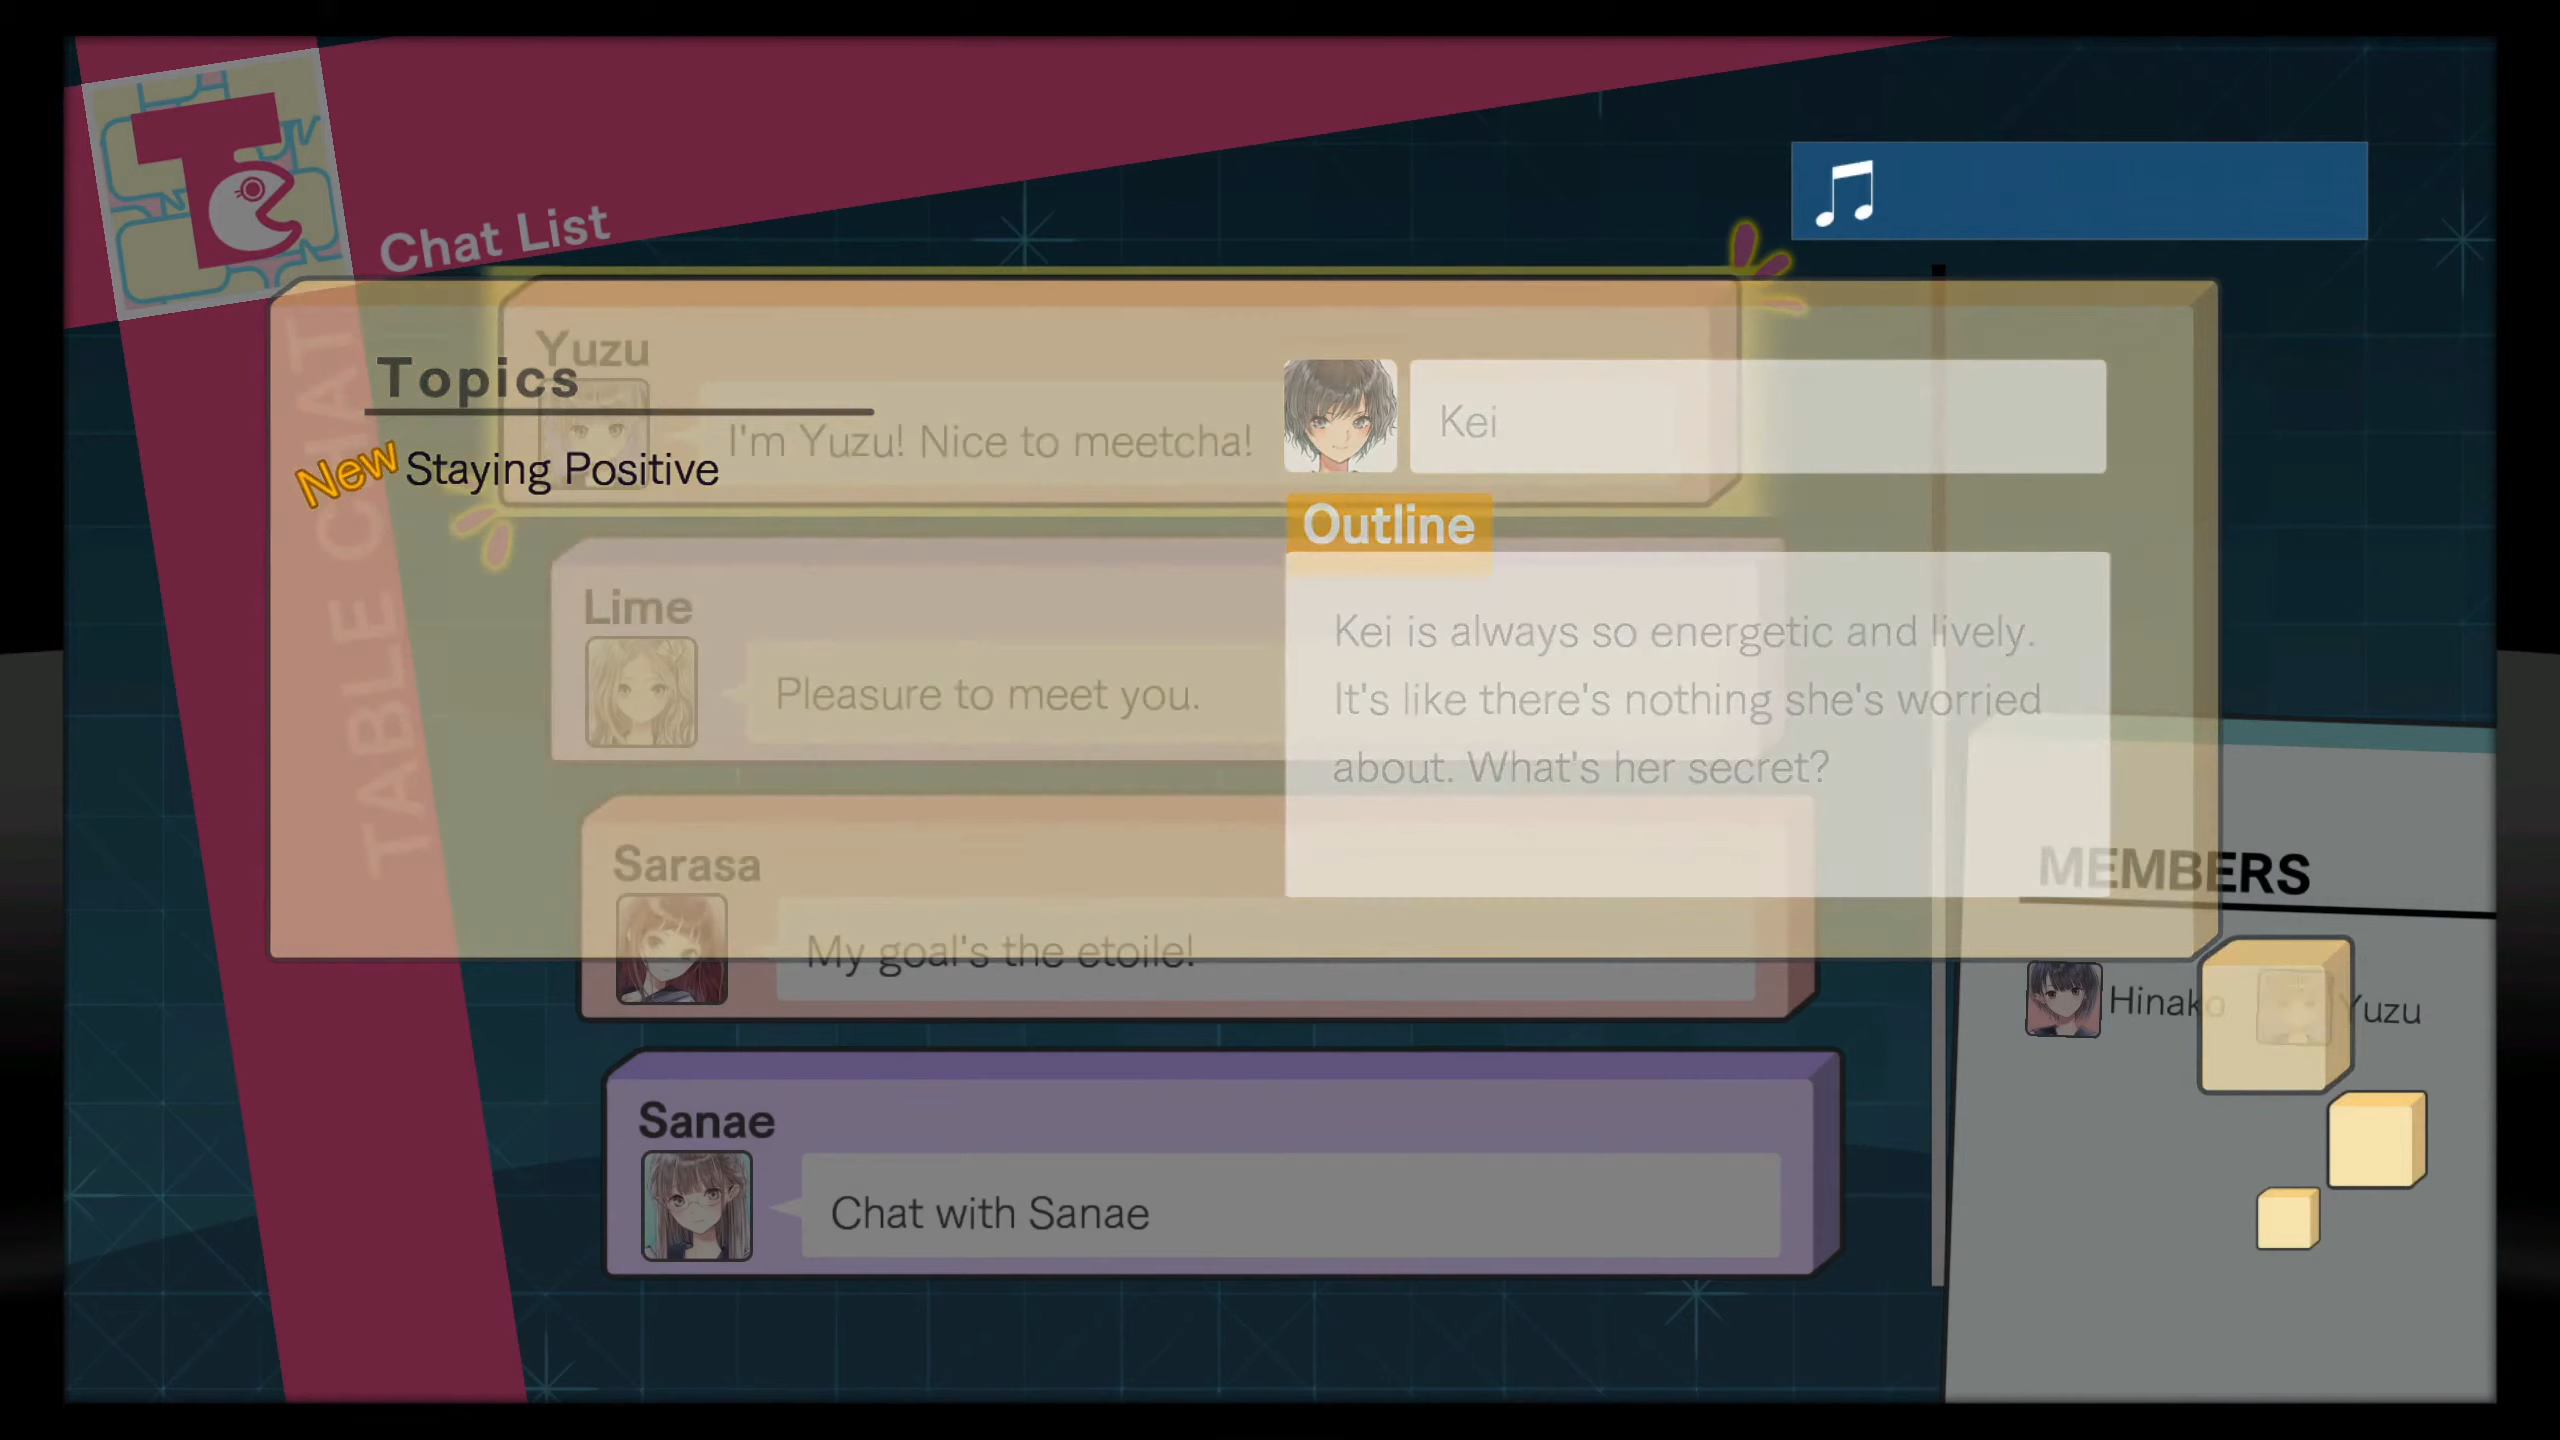 Chat List
TABLE CHAT
Topics
New Staying Positive
Kei
Outline
Kei is always so energetic and lively.
It's like there's nothing she's worried
about. What's her secret?
Yuzu
I'm Yuzu! Nice to meetcha!
Lime
Pleasure to meet you.
Sarasa
My goal's the etoile!
Sanae
Chat with Sanae
MEMBERS
Hinako
Yuzu